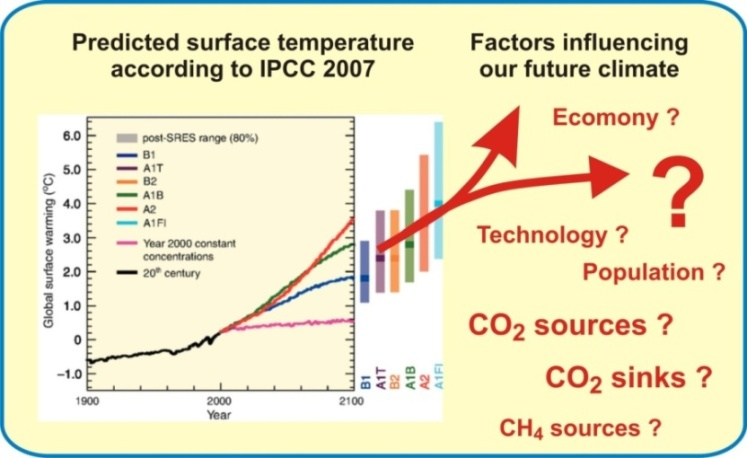 Predicted surface temperature
according to IPCC 2007
Factors influencing
our future climate
Global surface warming (°C)
6.0
5.0
4.0
3.0
2.0
1.0
0
−1.0
post-SRES range (80%)
B1
A1T
B2
A1B
A2
A1FI
Year 2000 constant
concentrations
20th century
1900
2000
2100
Year
B1
A1T
B2
A1B
A2
A1FI
Ecomony ?
?
Technology ?
Population ?
CO2 sources ?
CO2 sinks ?
CH4 sources ?